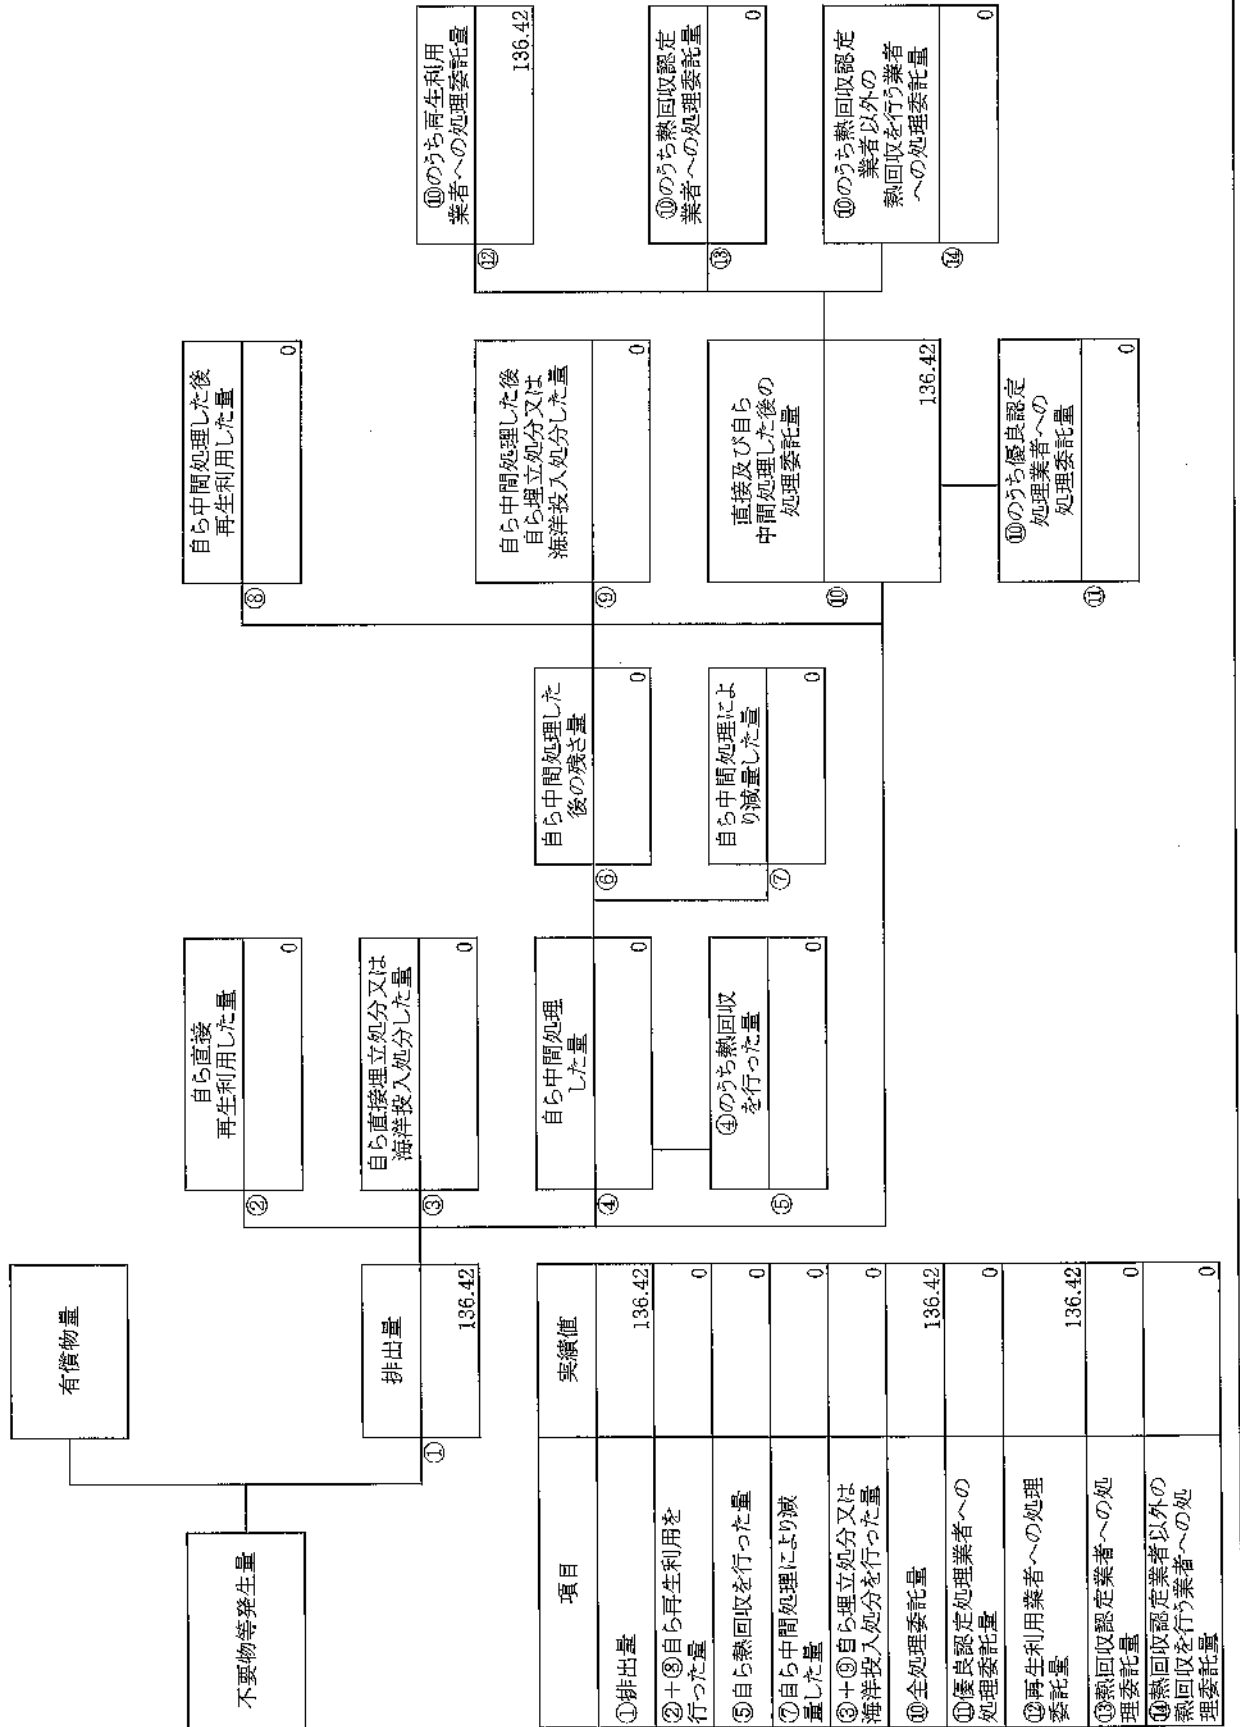 不要物等発生量
有償物量
①
排出量
136.42
②
自ら直接
再生利用した量
0
③
自ら直接埋立処分又は
海洋投入処分した量
0
④
自ら中間処理
した量
0
⑤
④のうち熱回収
を行った量
0
⑥
自ら中間処理した
後の残さ量
0
⑦
自ら中間処理によ
り減量した量
0
⑧
自ら中間処理した後
再生利用した量
0
⑨
自ら中間処理した後
自ら埋立処分又は
海洋投入処分した量
0
⑩
直接及び自ら
中間処理した後の
処理委託量
136.42
⑪
⑩のうち優良認定
処理業者への
処理委託量
0
⑫
⑩のうち再生利用
業者への処理委託量
136.42
⑬
⑩のうち熱回収認定
業者への処理委託量
0
⑭
⑩のうち熱回収認定
業者以外の
熱回収を行う業者
への処理委託量
0
項目 実績値
①排出量 136.42
②+⑧自ら再生利用を
行った量 0
⑤自ら熱回収を行った量 0
⑦自ら中間処理により減
量した量 0
③+⑨自ら埋立処分又は
海洋投入処分を行った量 0
⑩全処理委託量 136.42
⑪優良認定処理業者への
処理委託量 0
⑫再生利用業者への処理
委託量 136.42
⑬熱回収認定業者への処
理委託量 0
⑭熱回収認定業者以外の
熱回収を行う業者への処
理委託量 0